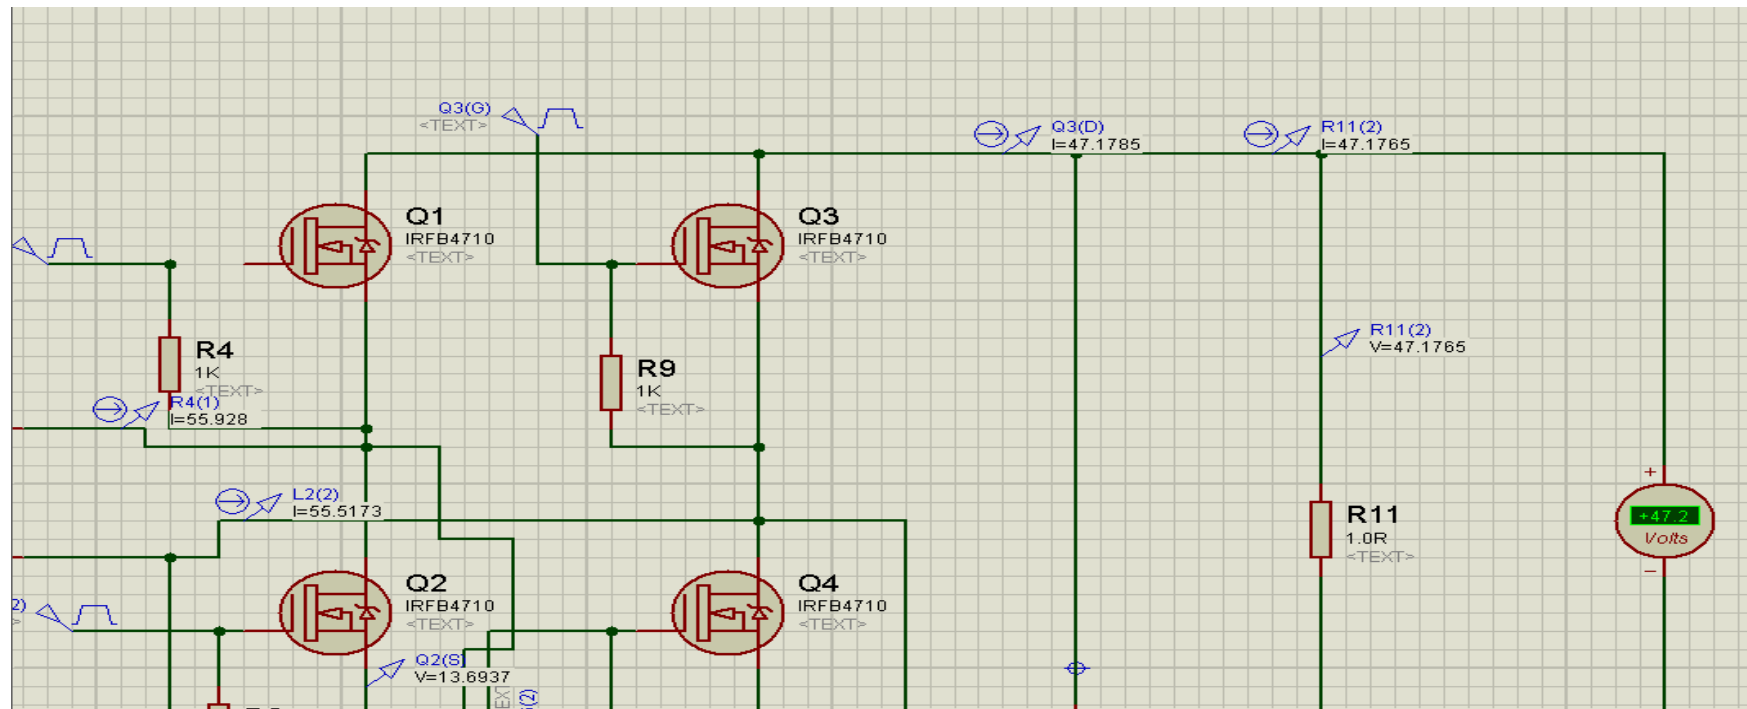 Q3(G)
<TEXT>
Q3(D)
I=47.1785
R11(2)
I=47.1765
Q1
IRFB4710
<TEXT>
Q3
IRFB4710
<TEXT>
R4
1K
<TEXT>
R4(1)
I=55.928
R9
1K
<TEXT>
R11(2)
V=47.1765
L2(2)
I=55.5173
R11
1.0R
<TEXT>
+
+47.2
Volts
−
Q2
IRFB4710
<TEXT>
Q4
IRFB4710
<TEXT>
2)
>
Q2(S)
V=13.6937
(2)